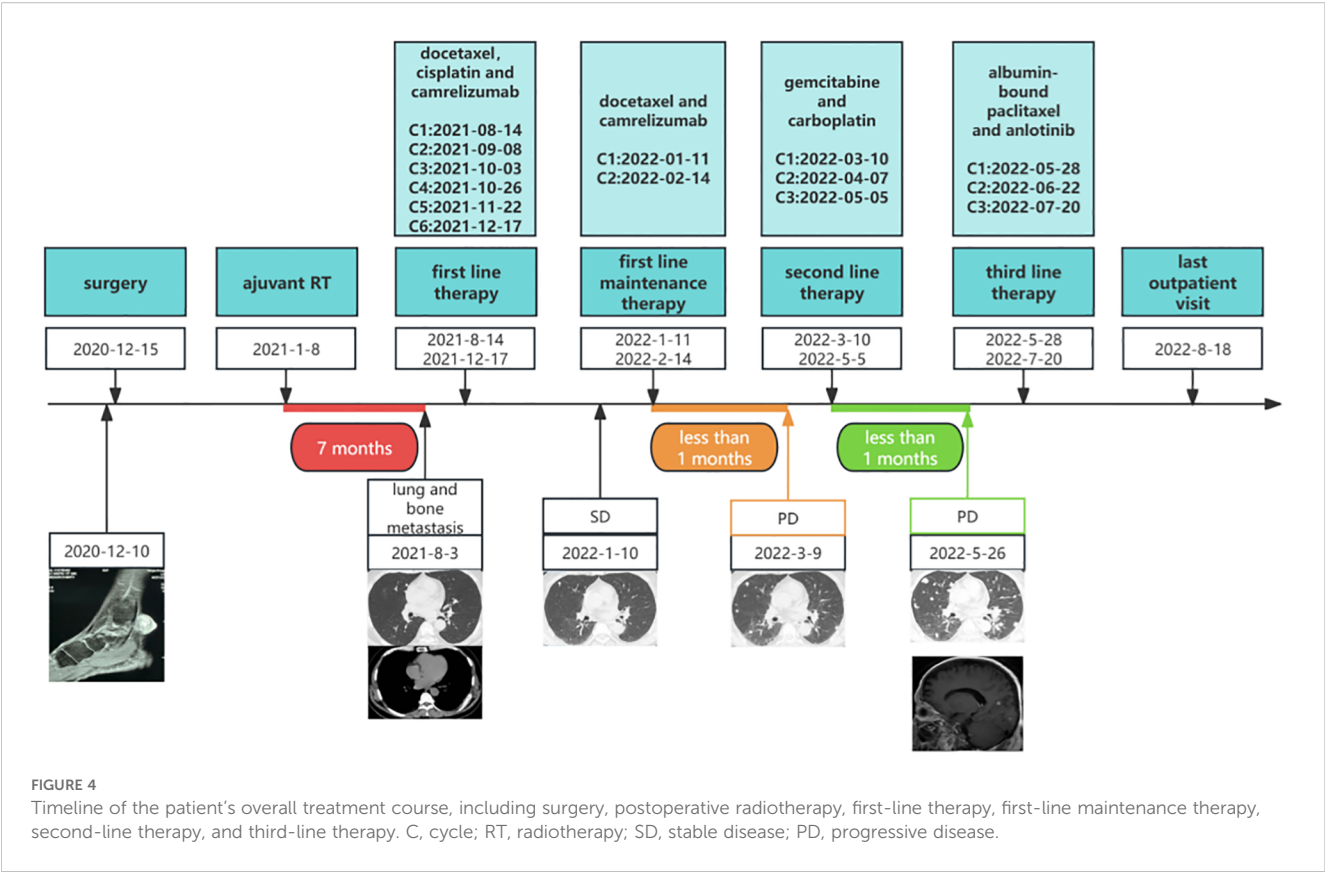 docetaxel,
cisplatin and
camrelizumab
C1:2021-08-14
C2:2021-09-08
C3:2021-10-03
C4:2021-10-26
C5:2021-11-22
C6:2021-12-17
docetaxel and
camrelizumab
C1:2022-01-11
C2:2022-02-14
gemcitabine
and
carboplatin
C1:2022-03-10
C2:2022-04-07
C3:2022-05-05
albumin-
bound
paclitaxel
and anlotinib
C1:2022-05-28
C2:2022-06-22
C3:2022-07-20
surgery
ajuvant RT
first line
therapy
first line
maintenance
therapy
second line
therapy
third line
therapy
last
outpatient
visit
2020-12-15
2021-1-8
2021-8-14
2021-12-17
2022-1-11
2022-2-14
2022-3-10
2022-5-5
2022-5-28
2022-7-20
2022-8-18
7 months
less than
1 months
less than
1 months
2020-12-10
lung and
bone
metastasis
2021-8-3
SD
2022-1-10
PD
2022-3-9
PD
2022-5-26
FIGURE 4
Timeline of the patient's overall treatment course, including surgery, postoperative radiotherapy, first-line therapy, first-line maintenance therapy,
second-line therapy, and third-line therapy. C, cycle; RT, radiotherapy; SD, stable disease; PD, progressive disease.